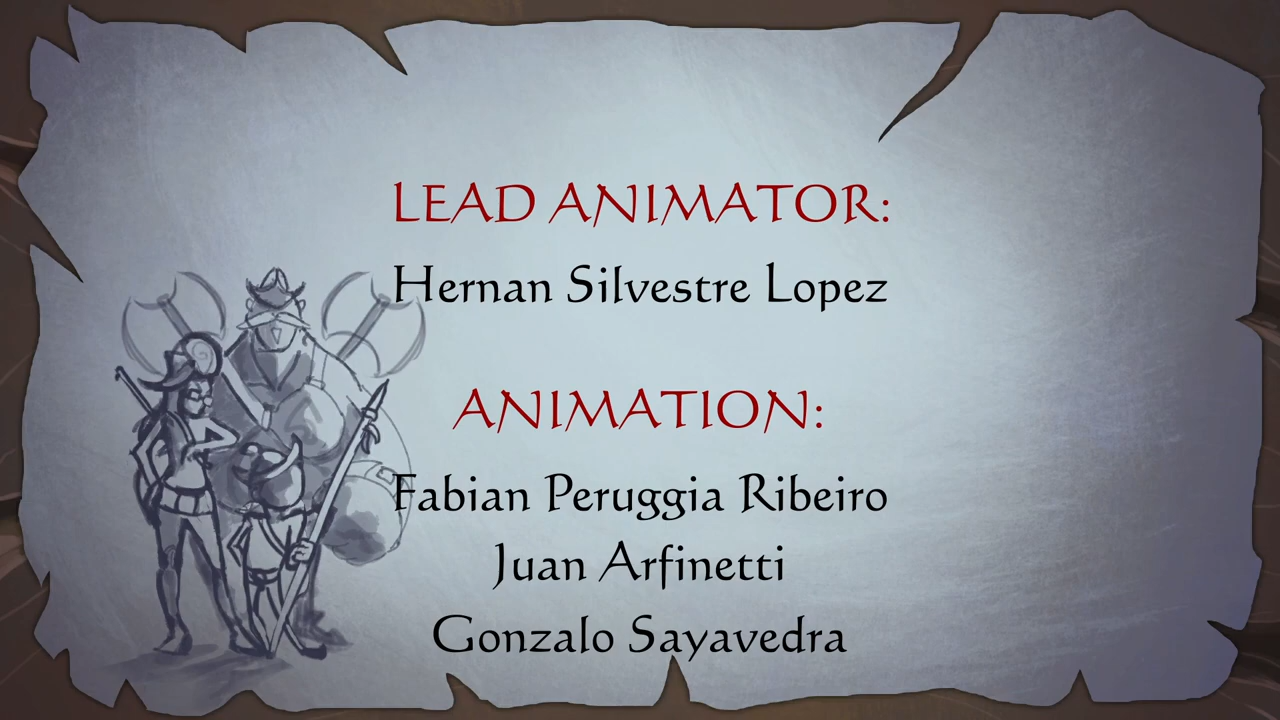 LEAD ANIMATOR:
Hernan Silvestre Lopez
ANIMATION:
Fabian Peruggia Ribeiro
Juan Arfinetti
Gonzalo Sayavedra